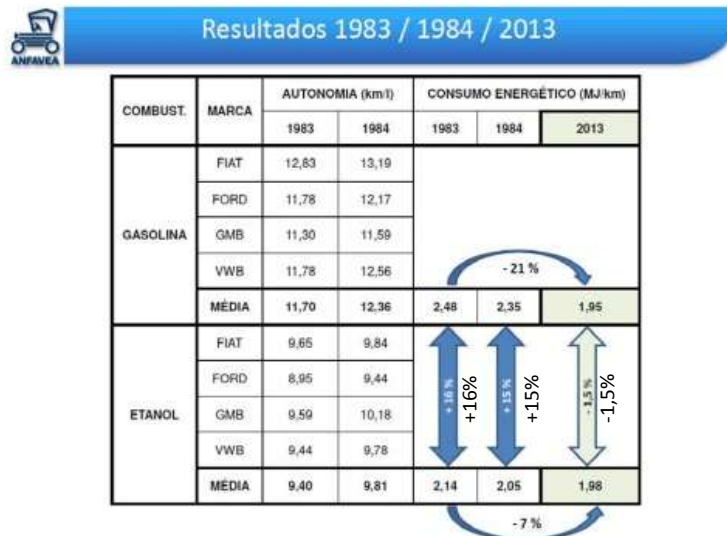 Resultados 1983 / 1984 / 2013
ANFAVEA
COMBUST. MARCA AUTONOMIA (km/l) CONSUMO ENERGÉTICO (MJ/km)
1983 1984 1983 1984 2013
FIAT 12,83 13,19
FORD 11,78 12,17
GASOLINA GMB 11,30 11,59
VWB 11,78 12,56 - 21 %
MÉDIA 11,70 12,36 2,48 2,35 1,95
FIAT 9,65 9,84
FORD 8,95 9,44
+ 16 % +16% + 15 % +15% - 1,5 % -1,5%
ETANOL GMB 9,59 10,18
VWB 9,44 9,78
MÉDIA 9,40 9,81 2,14 2,05 1,98
- 7 %